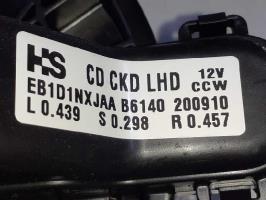 HS CD CKD LHD 12V
CCW
EB1D1NXJAA B6140 200910
L 0.439 S 0.298 R 0.457